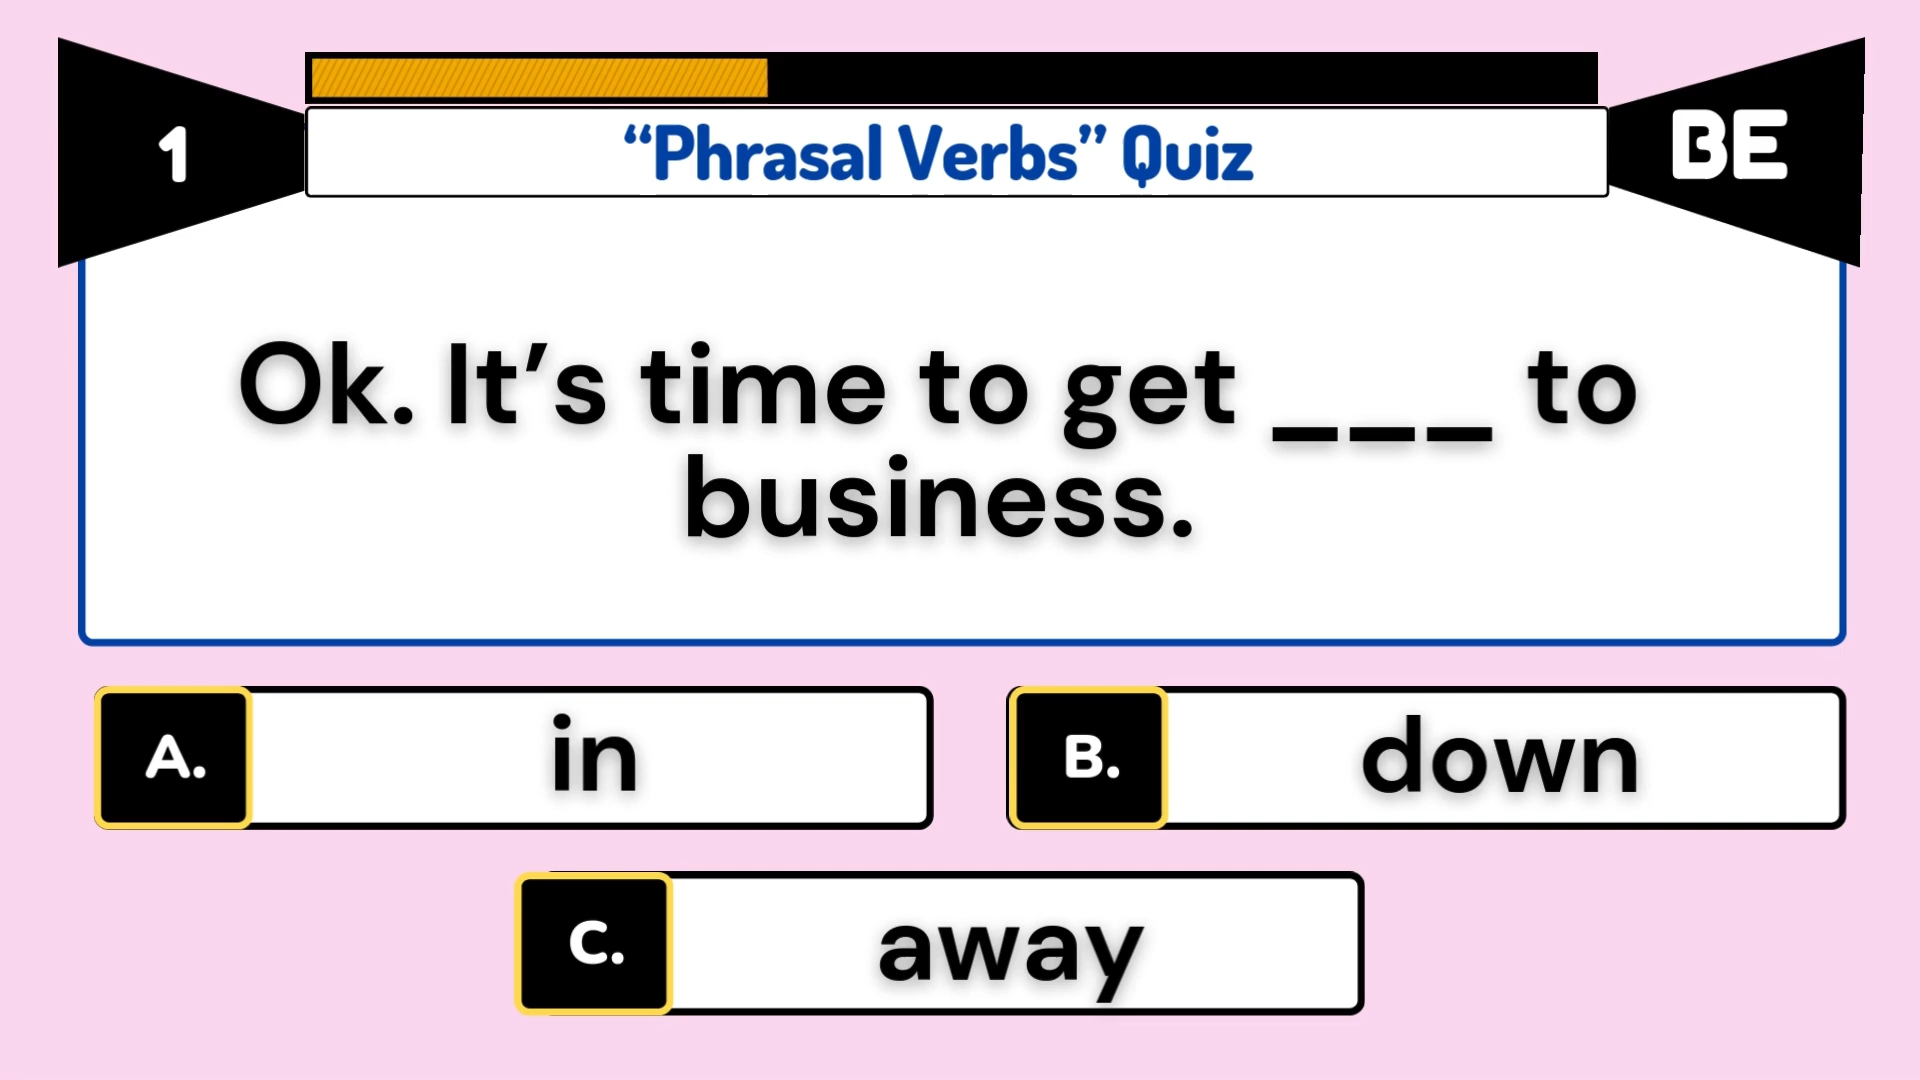 1
“Phrasal Verbs” Quiz
BE
Ok. It’s time to get ___ to
business.
A. in
B. down
C. away